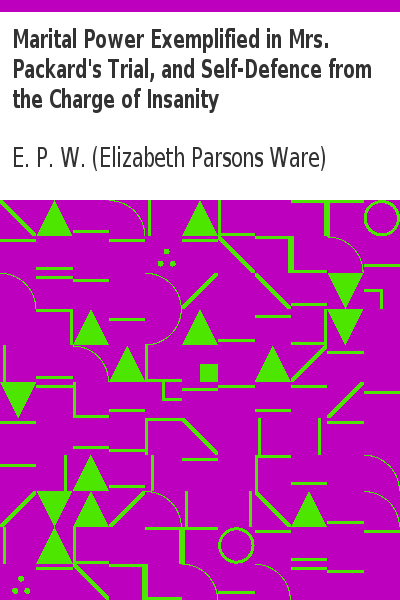 Marital Power Exemplified in Mrs.
Packard's Trial, and Self-Defence from
the Charge of Insanity
E. P. W. (Elizabeth Parsons Ware)